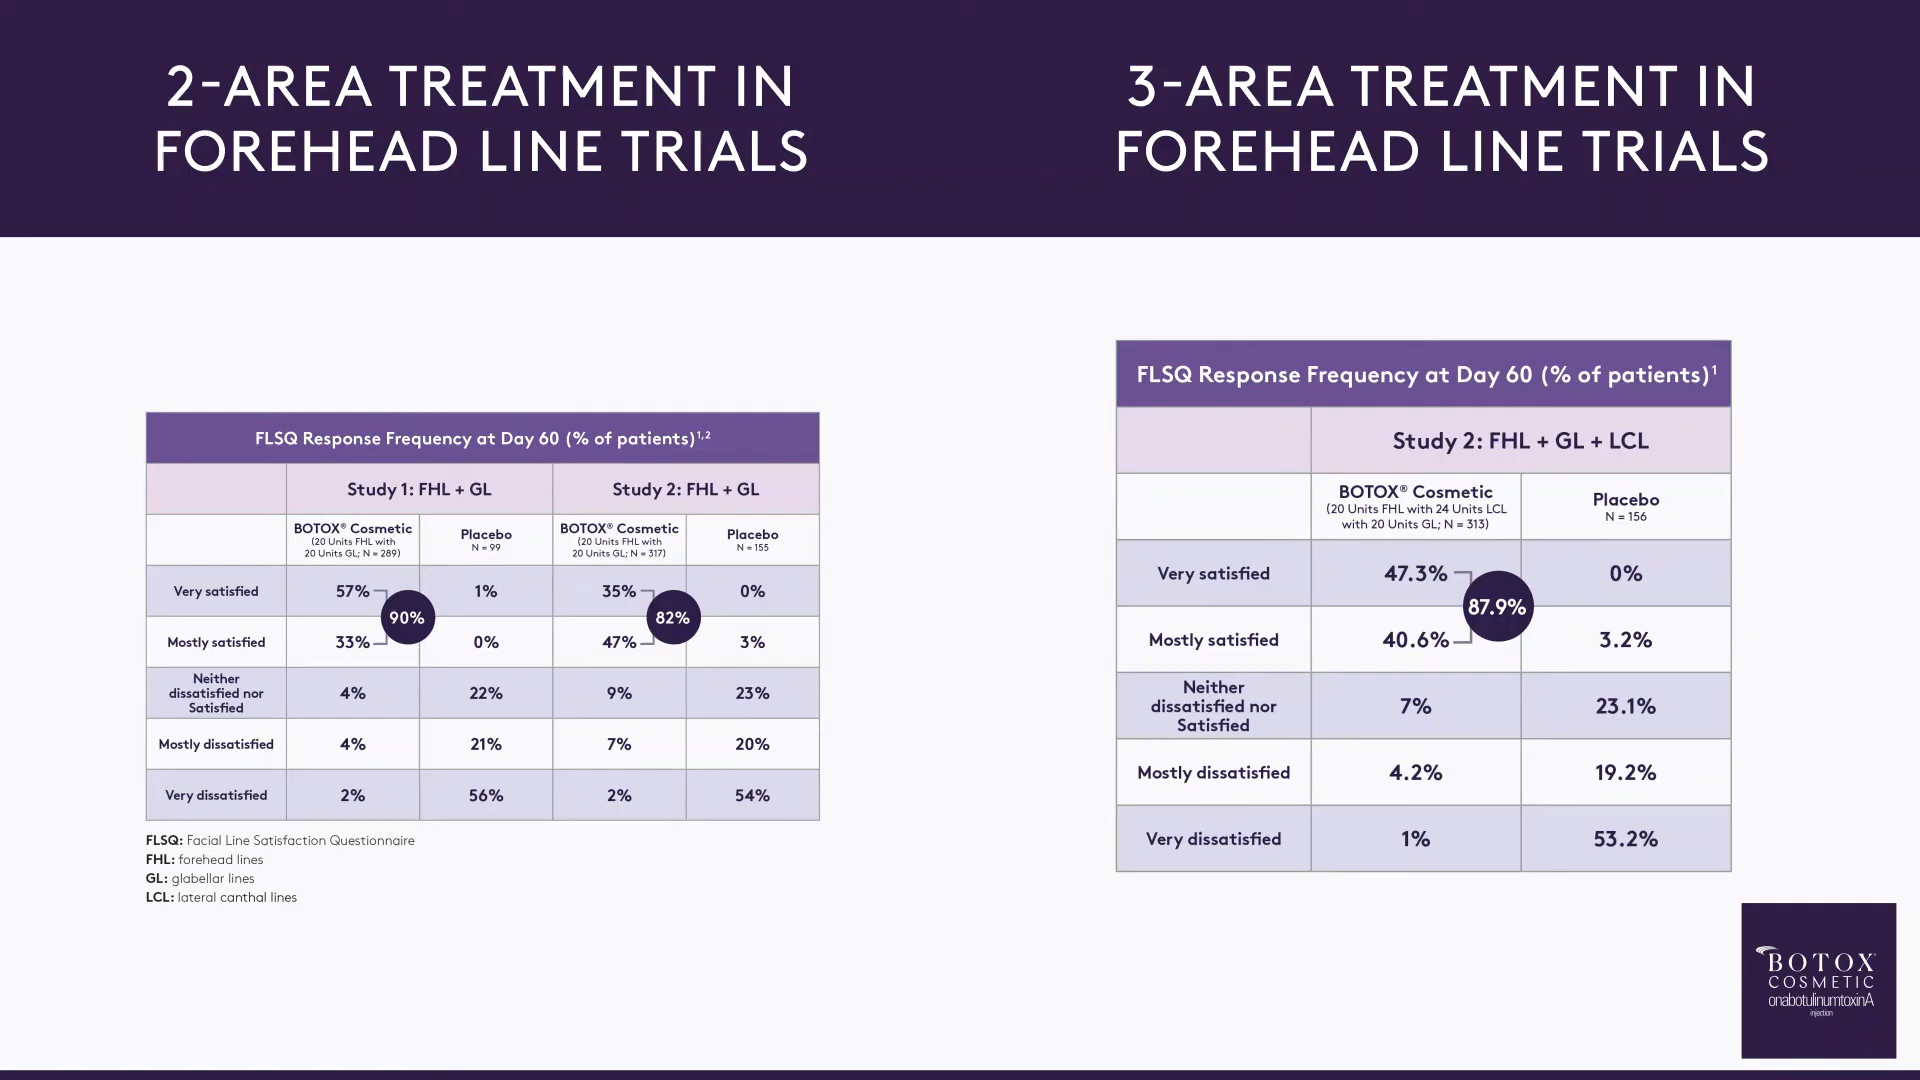 2-AREA TREATMENT IN
FOREHEAD LINE TRIALS
3-AREA TREATMENT IN
FOREHEAD LINE TRIALS
FLSQ Response Frequency at Day 60 (% of patients)1,2
Study 1: FHL + GL
Study 2: FHL + GL
BOTOX® Cosmetic
(20 Units FHL with
20 Units GL; N = 289)
Placebo
N = 99
BOTOX® Cosmetic
(20 Units FHL with
20 Units GL; N = 317)
Placebo
N = 155
Very satisfied 57% 1% 35% 0%
90% 82%
Mostly satisfied 33% 0% 47% 3%
Neither
dissatisfied nor
Satisfied
4% 22% 9% 23%
Mostly dissatisfied 4% 21% 7% 20%
Very dissatisfied 2% 56% 2% 54%
FLSQ: Facial Line Satisfaction Questionnaire
FHL: forehead lines
GL: glabellar lines
LCL: lateral canthal lines
FLSQ Response Frequency at Day 60 (% of patients)1
Study 2: FHL + GL + LCL
BOTOX® Cosmetic
(20 Units FHL with 24 Units LCL
with 20 Units GL; N = 313)
Placebo
N = 156
Very satisfied 47.3% 0%
87.9%
Mostly satisfied 40.6% 3.2%
Neither
dissatisfied nor
Satisfied
7% 23.1%
Mostly dissatisfied 4.2% 19.2%
Very dissatisfied 1% 53.2%
BOTOX
COSMETIC
onabotulinumtoxinA
injection